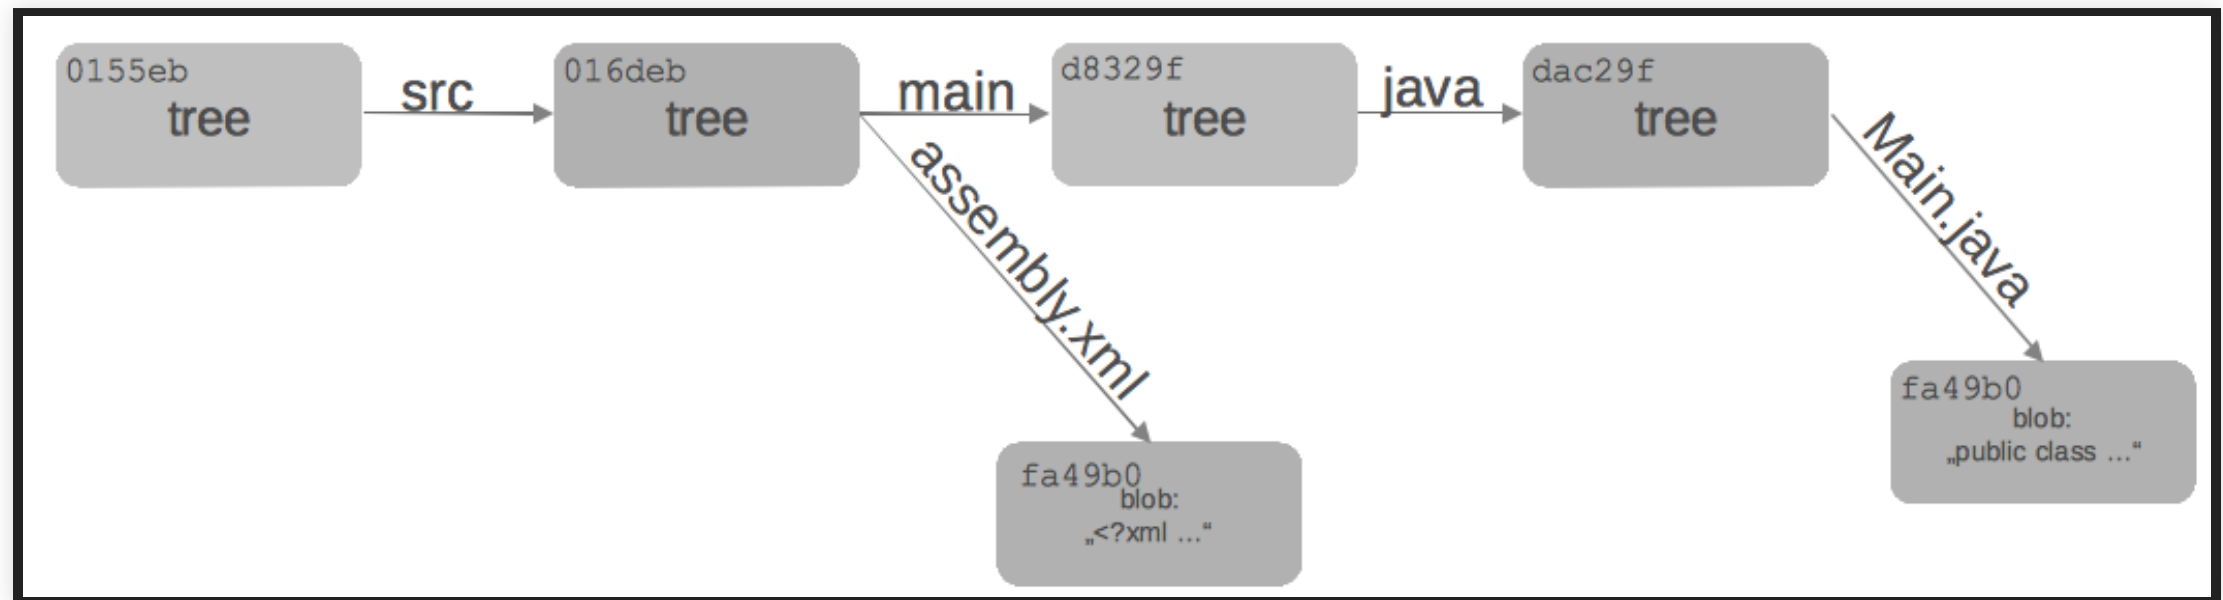 0155eb
tree
src
016deb
tree
main
d8329f
tree
java
dac29f
tree
assembly.xml
Main.java
fa49b0
blob:
„<?xml ...“
fa49b0
blob:
„public class ...“